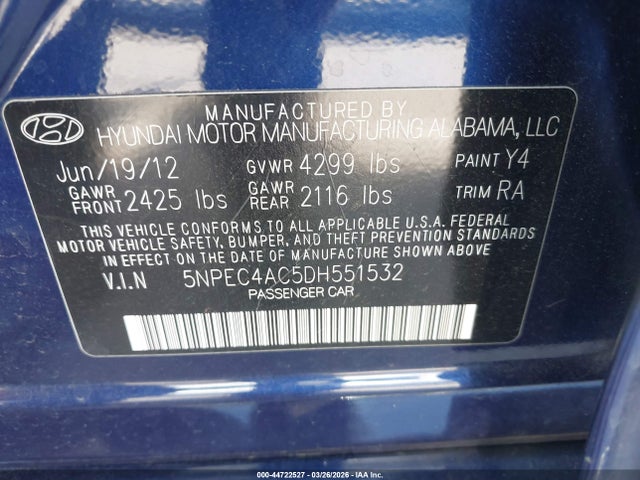 MANUFACTURED BY
HYUNDAI MOTOR MANUFACTURING ALABAMA, LLC
Jun/19/12 GVWR 4299 lbs PAINT Y4
GAWR FRONT 2425 lbs GAWR REAR 2116 lbs TRIM RA
THIS VEHICLE CONFORMS TO ALL APPLICABLE U.S.A. FEDERAL
MOTOR VEHICLE SAFETY, BUMPER, AND THEFT PREVENTION STANDARDS
IN EFFECT ON THE DATE OF MANUFACTURE SHOWN ABOVE.
V.I.N 5NPEC4AC5DH551532
PASSENGER CAR
000-44722527 | 03/26/2026 | IAA Inc.